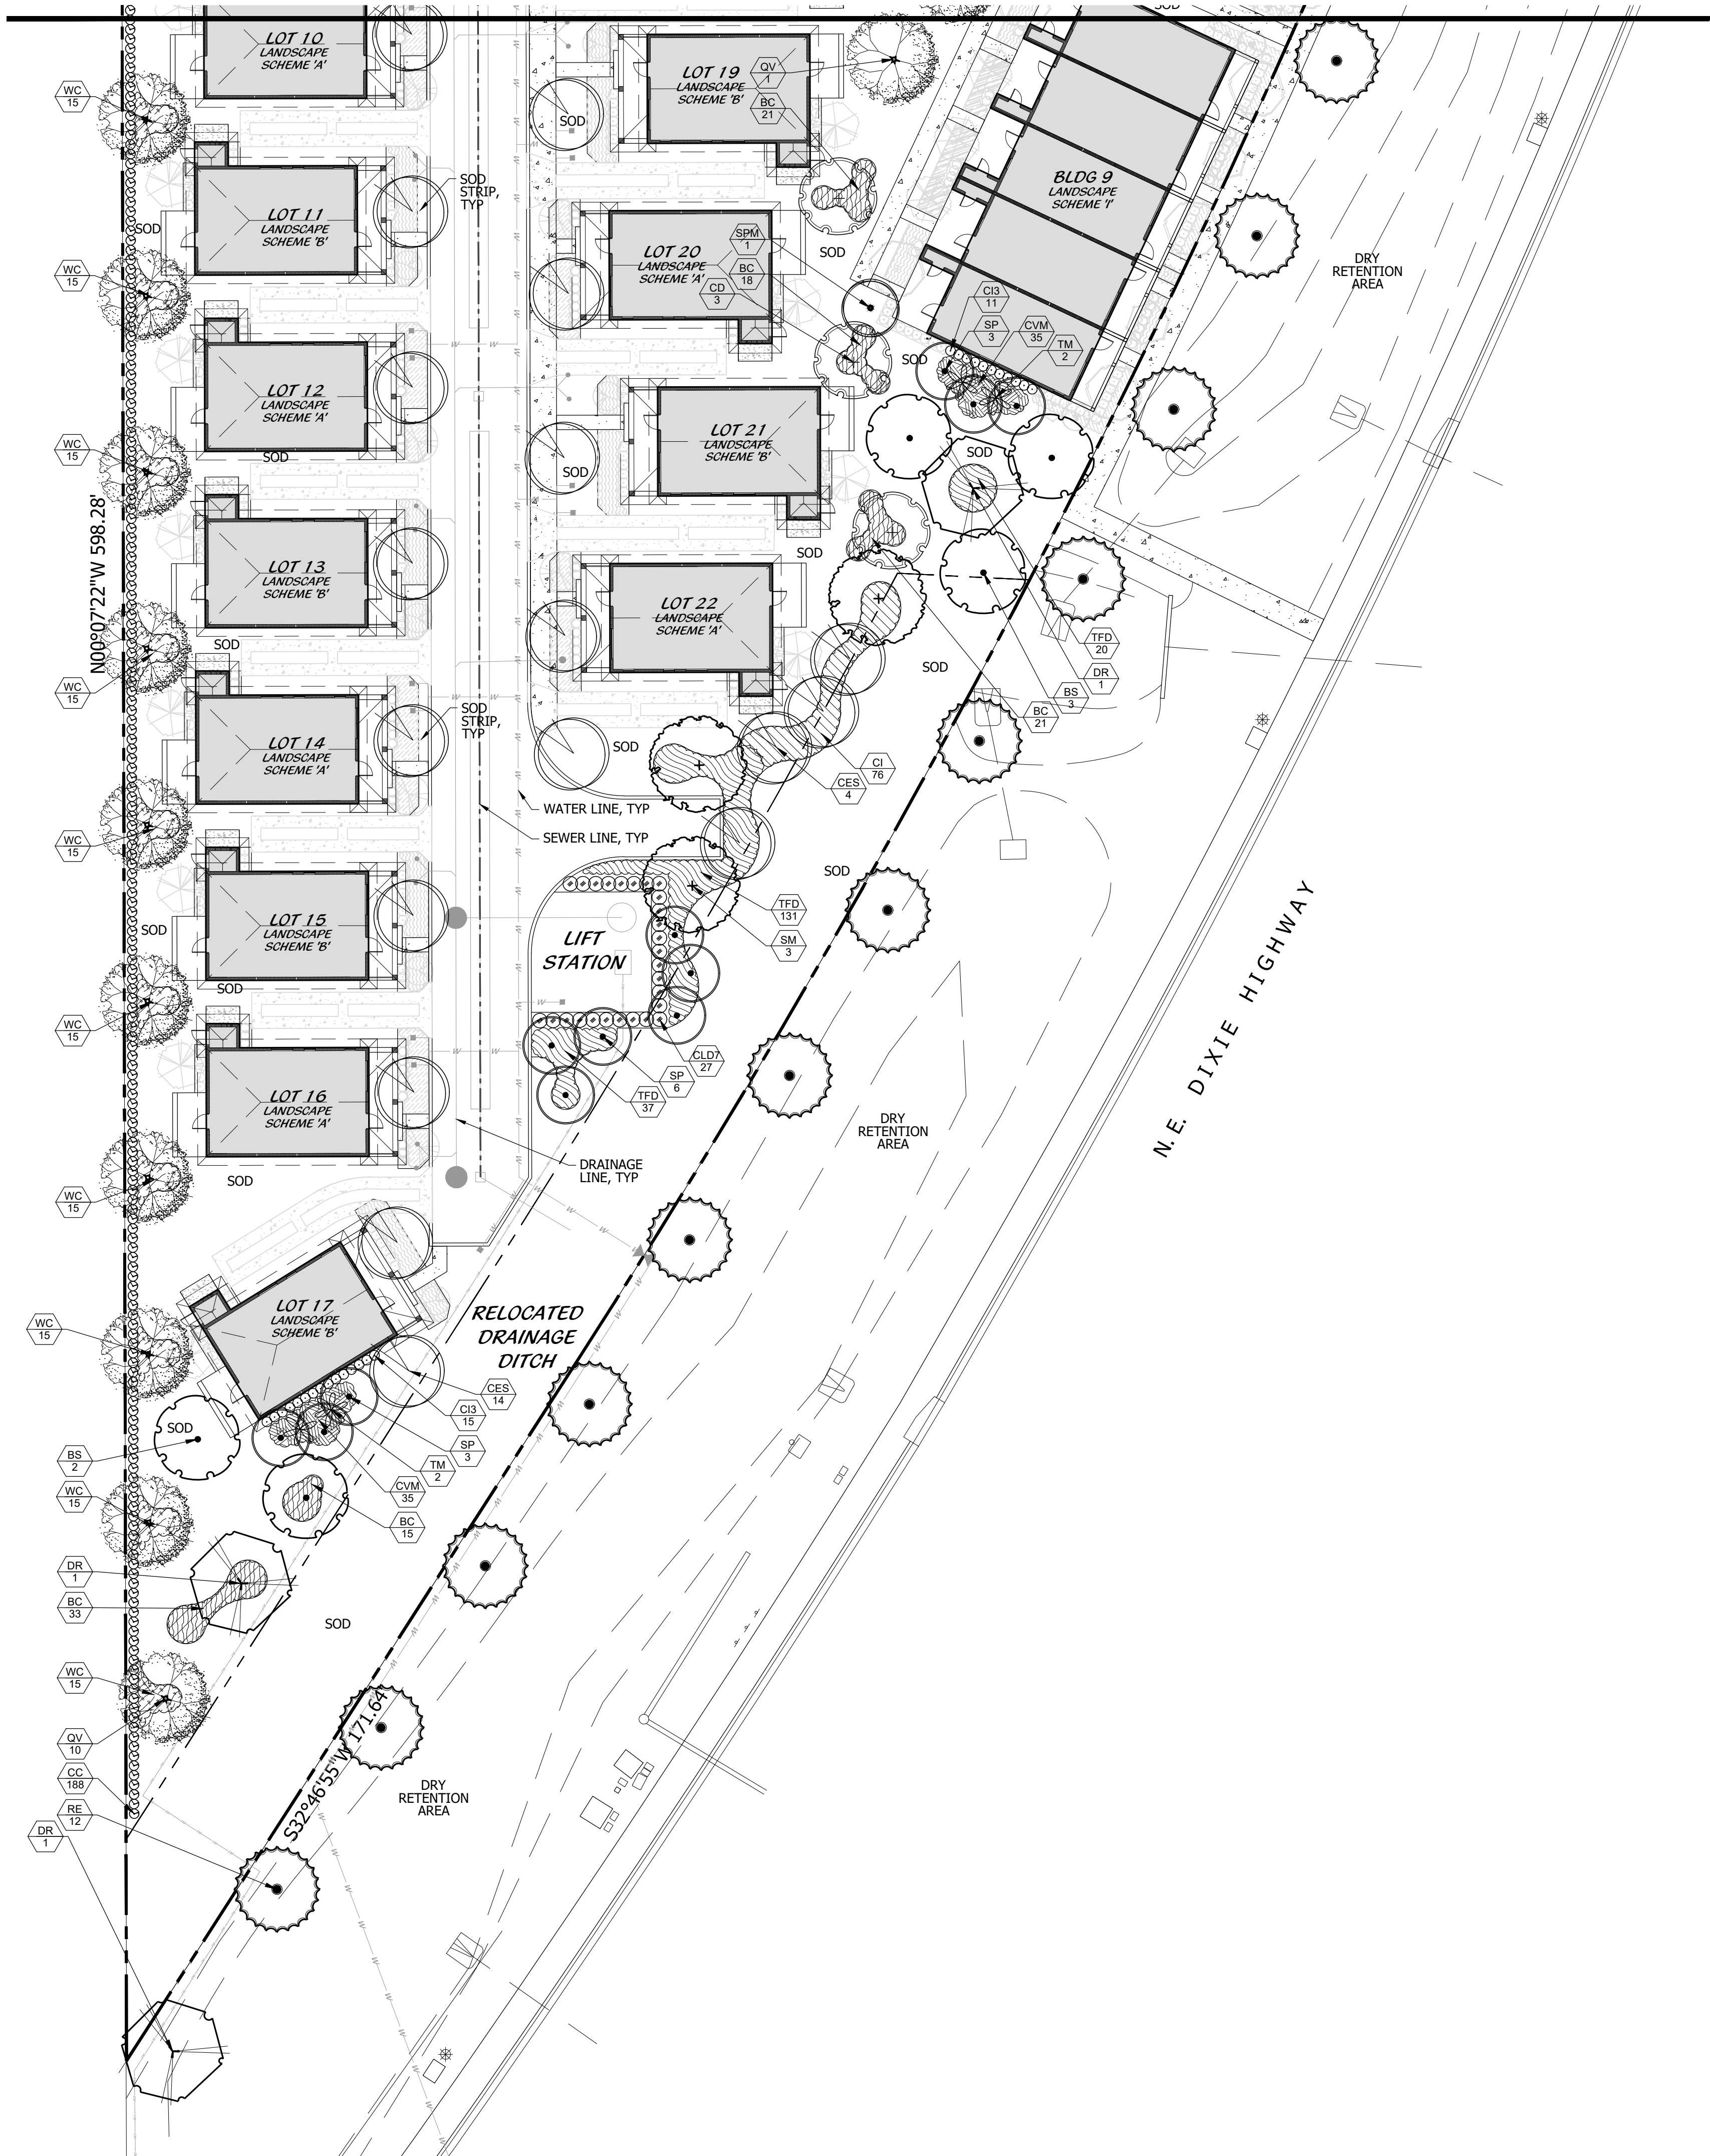 SOD
LOT 10
LANDSCAPE
SCHEME 'A'
LOT 19
LANDSCAPE
SCHEME 'B'
QV
1
BC
21
WC
15
SOD
BLDG 9
LANDSCAPE
SCHEME 'I'
SOD
STRIP,
TYP
LOT 11
LANDSCAPE
SCHEME 'B'
SOD
SPM
1
LOT 20
LANDSCAPE
SCHEME 'A'
BC
18
CD
3
SOD
DRY
RETENTION
AREA
WC
15
CI3
11
SP
3
CVM
35
TM
2
SOD
LOT 12
LANDSCAPE
SCHEME 'A'
WC
15
SOD
LOT 21
LANDSCAPE
SCHEME 'B'
SOD
SOD
N00°07'22"W 598.28'
LOT 13
LANDSCAPE
SCHEME 'B'
SOD
LOT 22
LANDSCAPE
SCHEME 'A'
SOD
SOD
TFD
20
DR
1
BS
3
BC
21
WC
15
SOD
STRIP,
TYP
LOT 14
LANDSCAPE
SCHEME 'A'
SOD
CI
76
CES
4
WATER LINE, TYP
SEWER LINE, TYP
WC
15
SOD
TFD
131
SM
3
LOT 15
LANDSCAPE
SCHEME 'B'
SOD
SOD
LIFT
STATION
N.E. DIXIE HIGHWAY
WC
15
CLD7
27
SP
6
TFD
37
LOT 16
LANDSCAPE
SCHEME 'A'
SOD
DRY
RETENTION
AREA
DRAINAGE
LINE, TYP
WC
15
LOT 17
LANDSCAPE
SCHEME 'B'
RELOCATED
DRAINAGE
DITCH
WC
15
CES
14
CI3
15
SP
3
TM
2
CVM
35
BC
15
SOD
BS
2
WC
15
DR
1
BC
33
SOD
WC
15
QV
10
CC
188
RE
12
DR
1
S32°46'55"W 171.64'
DRY
RETENTION
AREA